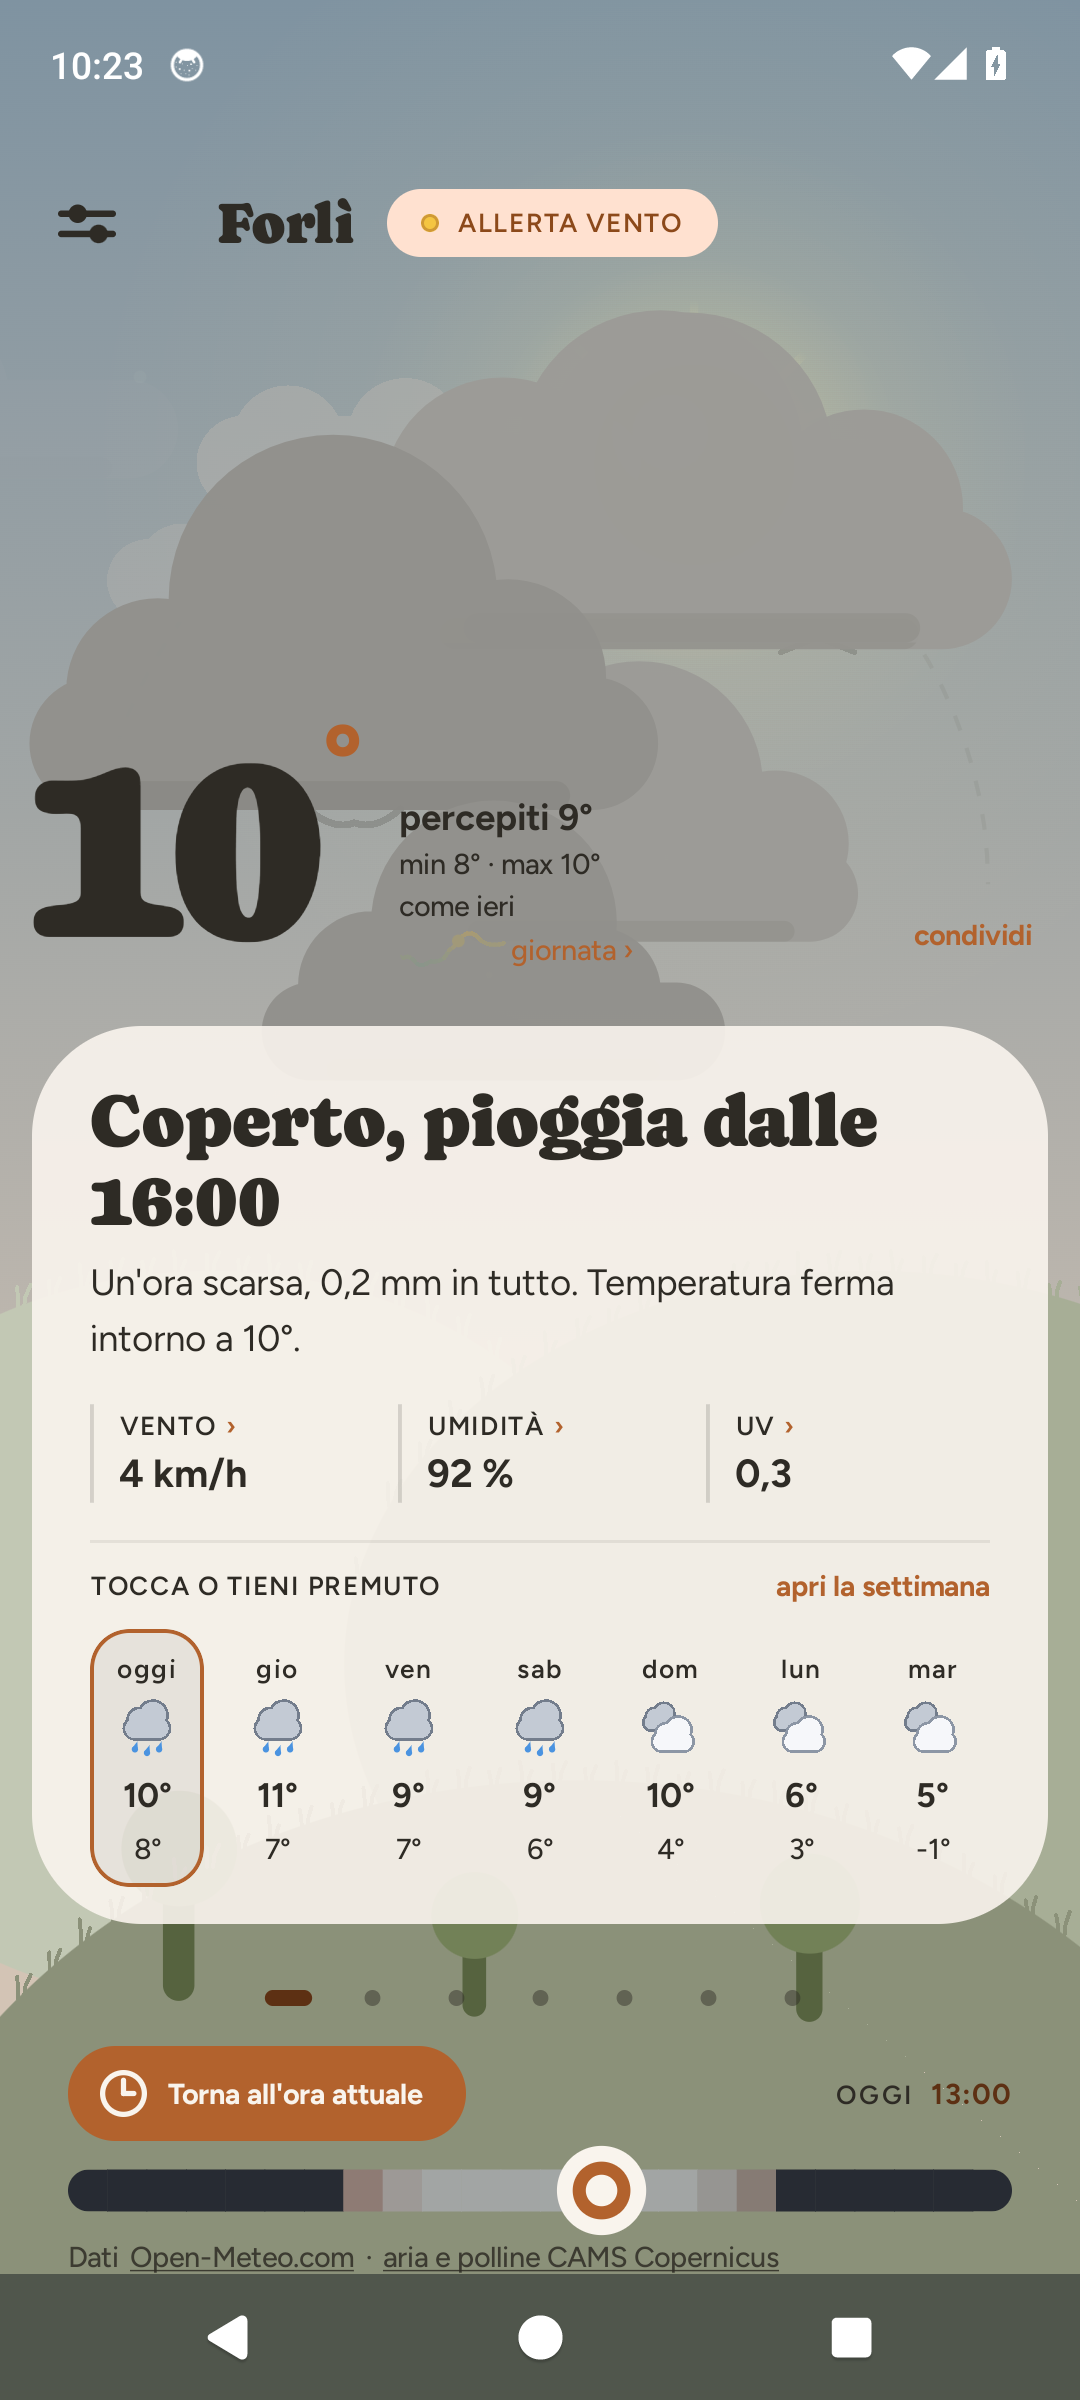 10:23
Forlì
ALLERTA VENTO
10°
percepiti 9°
min 8° · max 10°
come ieri
giornata ›
condividi
Coperto, pioggia dalle
16:00
Un'ora scarsa, 0,2 mm in tutto. Temperatura ferma
intorno a 10°.
VENTO › UMIDITÀ › UV ›
4 km/h 92 % 0,3
TOCCA O TIENI PREMUTO apri la settimana
oggi gio ven sab dom lun mar
10° 11° 9° 9° 10° 6° 5°
8° 7° 7° 6° 4° 3° -1°
Torna all'ora attuale
OGGI 13:00
Dati Open-Meteo.com · aria e polline CAMS Copernicus